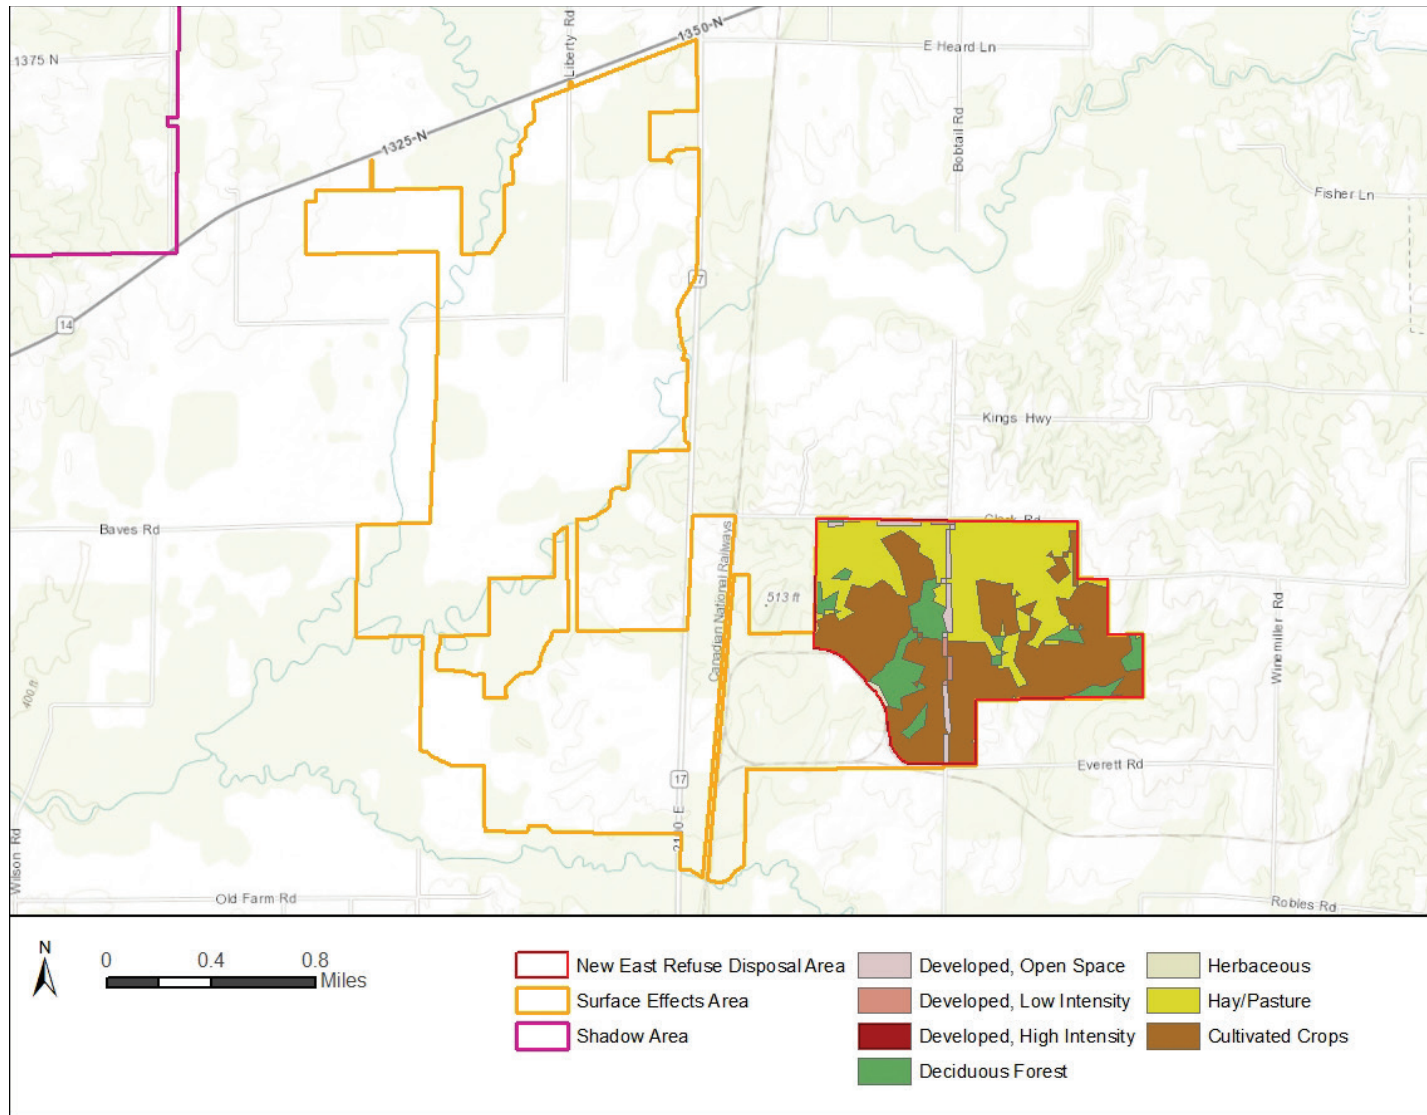 1350-N
Liberty Rd
E Heard Ln
1375 N
1325-N
Bobtail Rd
Fisher Ln
14
Kings Hwy
Baves Rd
Canadian National Railways
513 ft
Winemiller Rd
400 ft
Everett Rd
17
Wilson Rd
Old Farm Rd
Robles Rd
N
0 0.4 0.8
Miles
New East Refuse Disposal Area
Surface Effects Area
Shadow Area
Developed, Open Space
Developed, Low Intensity
Developed, High Intensity
Deciduous Forest
Herbaceous
Hay/Pasture
Cultivated Crops